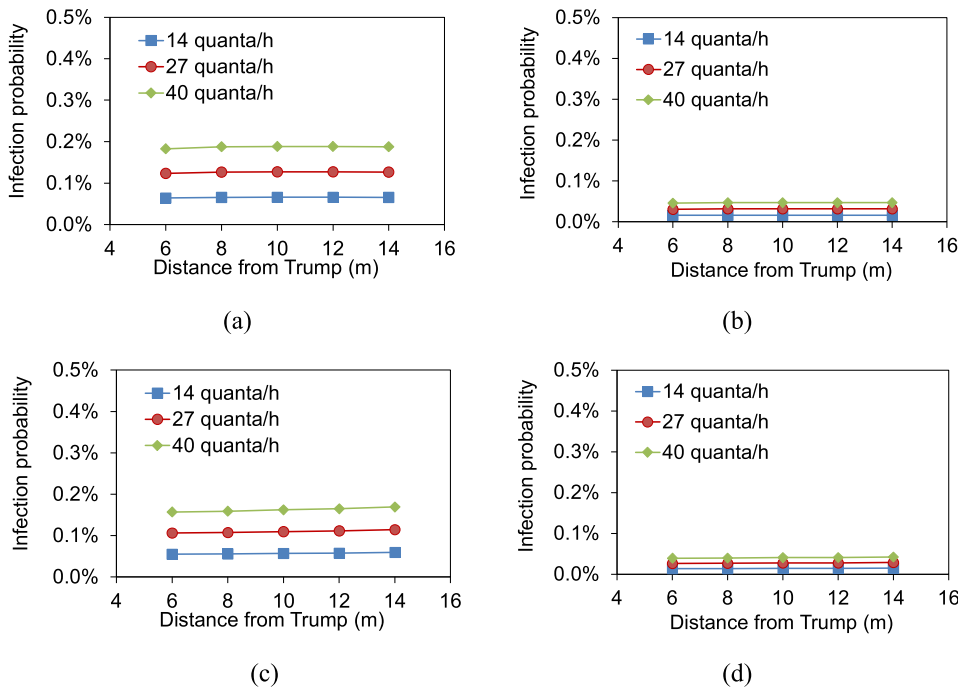 0.5%
0.4%
0.3%
0.2%
0.1%
0.0%
Infection probability
14 quanta/h
27 quanta/h
40 quanta/h
4 6 8 10 12 14 16
Distance from Trump (m)
(a)
0.5%
0.4%
0.3%
0.2%
0.1%
0.0%
Infection probability
14 quanta/h
27 quanta/h
40 quanta/h
4 6 8 10 12 14 16
Distance from Trump (m)
(b)
0.5%
0.4%
0.3%
0.2%
0.1%
0.0%
Infection probability
14 quanta/h
27 quanta/h
40 quanta/h
4 6 8 10 12 14 16
Distance from Trump (m)
(c)
0.5%
0.4%
0.3%
0.2%
0.1%
0.0%
Infection probability
14 quanta/h
27 quanta/h
40 quanta/h
4 6 8 10 12 14 16
Distance from Trump (m)
(d)